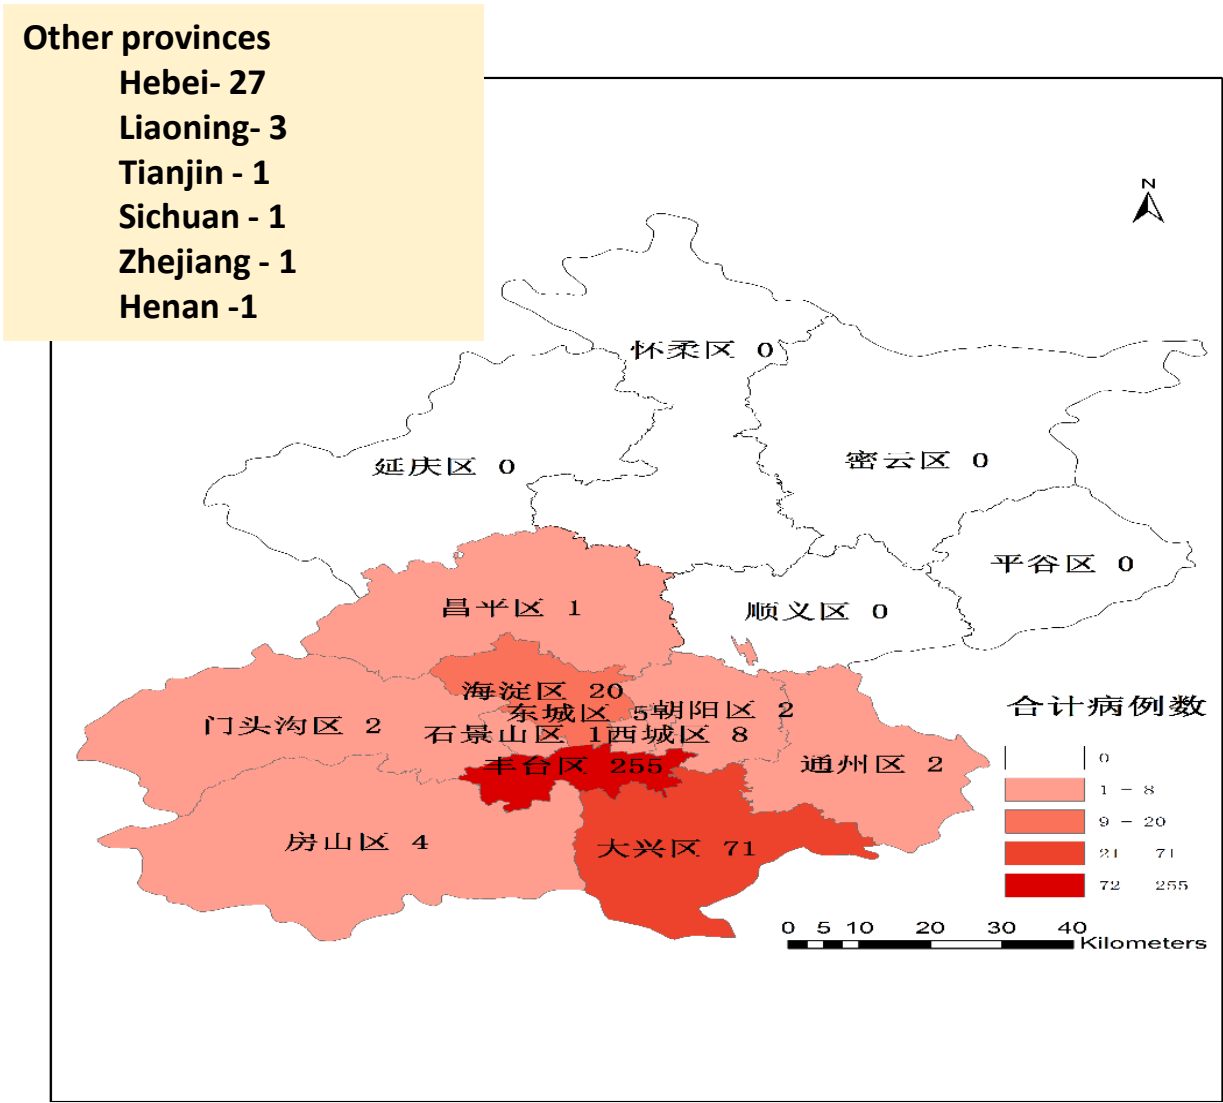 Other provinces
Hebei- 27
Liaoning- 3
Tianjin - 1
Sichuan - 1
Zhejiang - 1
Henan -1
N
怀柔区 0
延庆区 0
密云区 0
平谷区 0
昌平区 1
顺义区 0
海淀区 20
东城区 5
朝阳区 2
门头沟区 2
石景山区 1
西城区 8
丰台区 255
通州区 2
房山区 4
大兴区 71
合计病例数
0
1 - 8
9 - 20
21 71
72 255
0 5 10 20 30 40
Kilometers